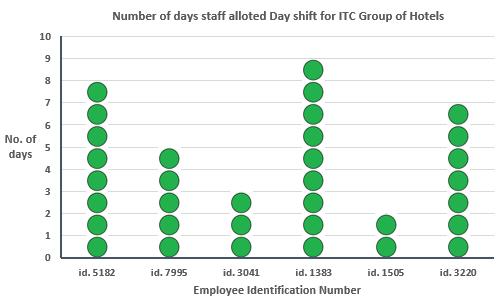 Number of days staff alloted Day shift for ITC Group of Hotels
10
9
8
7
6
5
4
3
2
1
0
No. of
days
id. 5182
id. 7995
id. 3041
id. 1383
id. 1505
id. 3220
Employee Identification Number